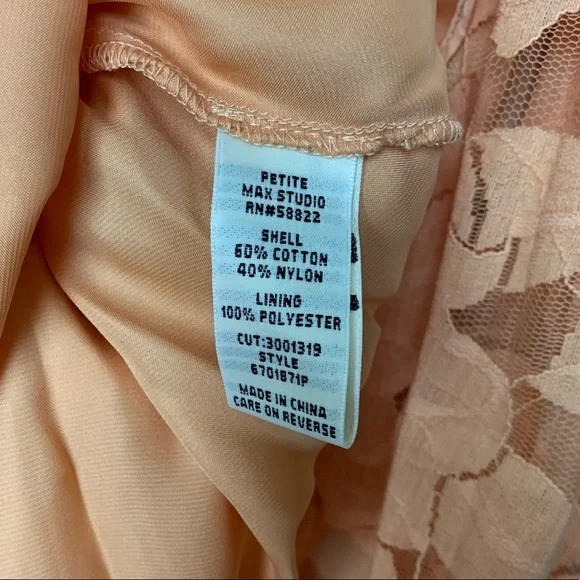 PETITE
MAX STUDIO
RN#58822
SHELL
60% COTTON
40% NYLON
LINING
100% POLYESTER
CUT:3001319
STYLE
6701871P
MADE IN CHINA
CARE ON REVERSE